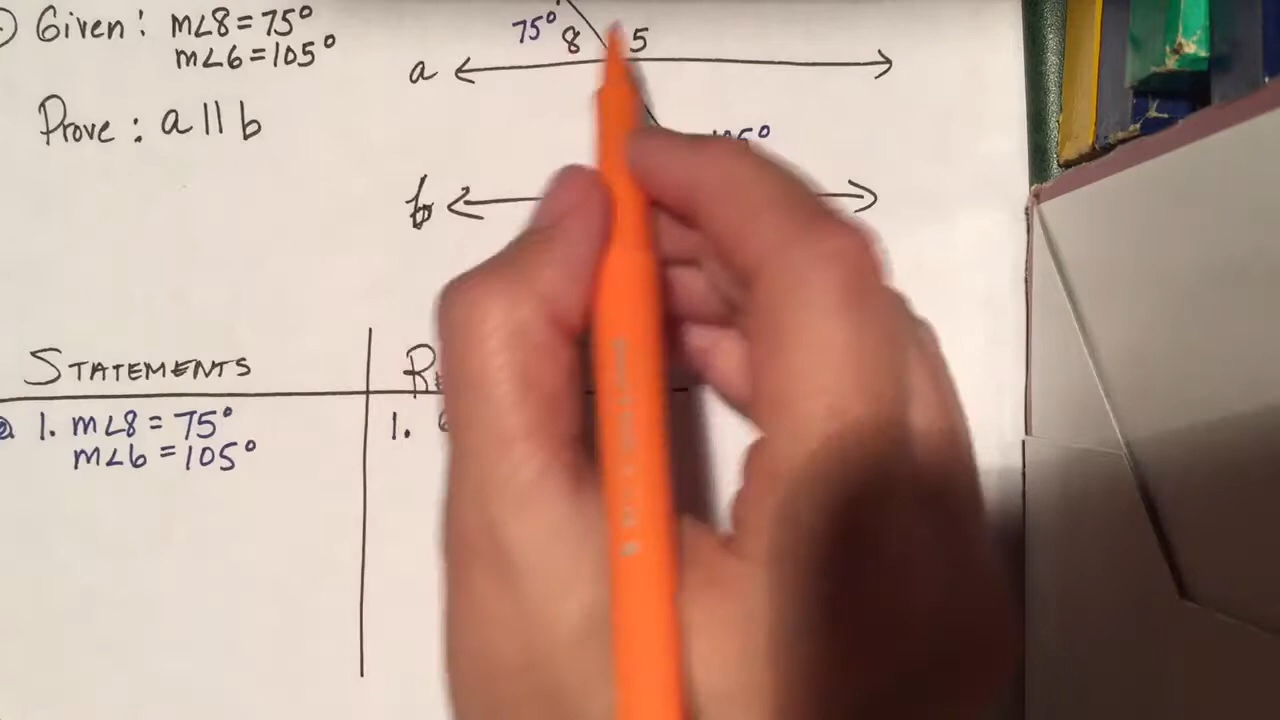 Given: m∠8 = 75°
m∠6 = 105°
Prove: a || b
75°
8
5
a
b
STATEMENTS
1. m∠8 = 75°
m∠6 = 105°
1.